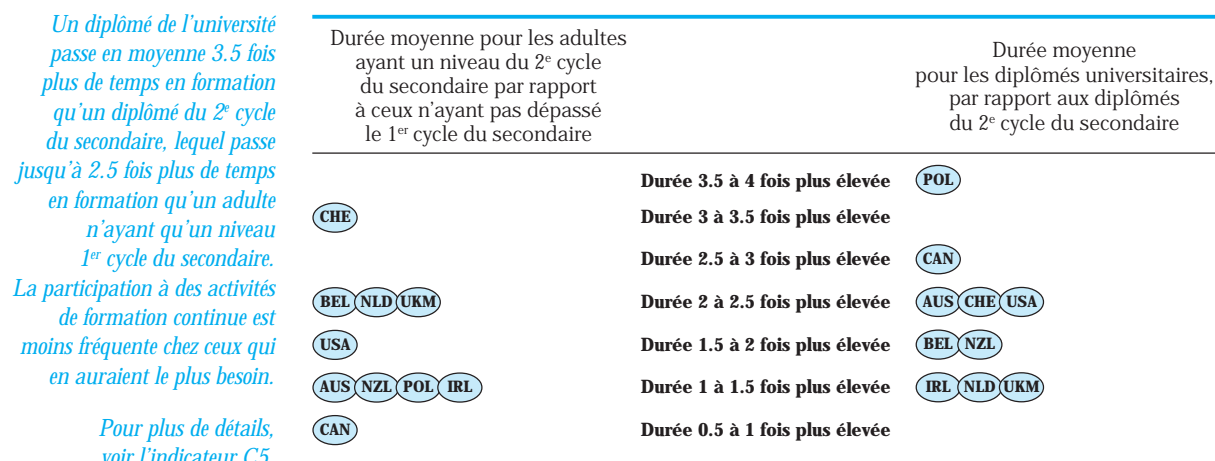 Un diplômé de l'université
passe en moyenne 3.5 fois
plus de temps en formation
qu'un diplômé du 2e cycle
du secondaire, lequel passe
jusqu'à 2.5 fois plus de temps
en formation qu'un adulte
n'ayant qu'un niveau
1er cycle du secondaire.
La participation à des activités
de formation continue est
moins fréquente chez ceux qui
en auraient le plus besoin.
Pour plus de détails,
voir l'indicateur C5.
Durée moyenne pour les adultes
ayant un niveau du 2e cycle
du secondaire par rapport
à ceux n'ayant pas dépassé
le 1er cycle du secondaire
Durée moyenne
pour les diplômés universitaires,
par rapport aux diplômés
du 2e cycle du secondaire
Durée 3.5 à 4 fois plus élevée POL
CHE Durée 3 à 3.5 fois plus élevée
Durée 2.5 à 3 fois plus élevée CAN
BEL NLD UKM Durée 2 à 2.5 fois plus élevée AUS CHE USA
USA Durée 1.5 à 2 fois plus élevée BEL NZL
AUS NZL POL IRL Durée 1 à 1.5 fois plus élevée IRL NLD UKM
CAN Durée 0.5 à 1 fois plus élevée